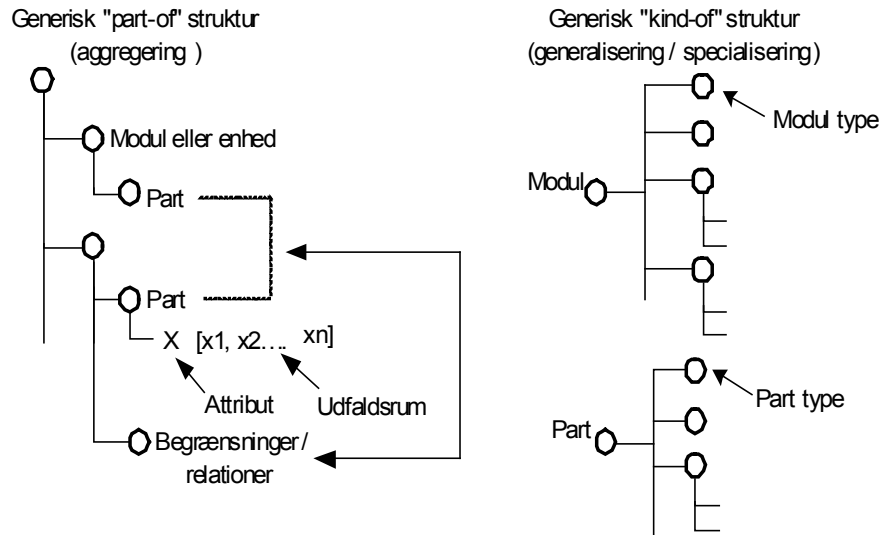 Generisk "part-of" struktur
(aggregering )
Modul eller enhed
Part
Part
X [x1, x2.... xn]
Attribut
Udfaldsrum
Begrænsninger/
relationer
Generisk "kind-of" struktur
(generalisering / specialisering)
Modul type
Modul
Part type
Part